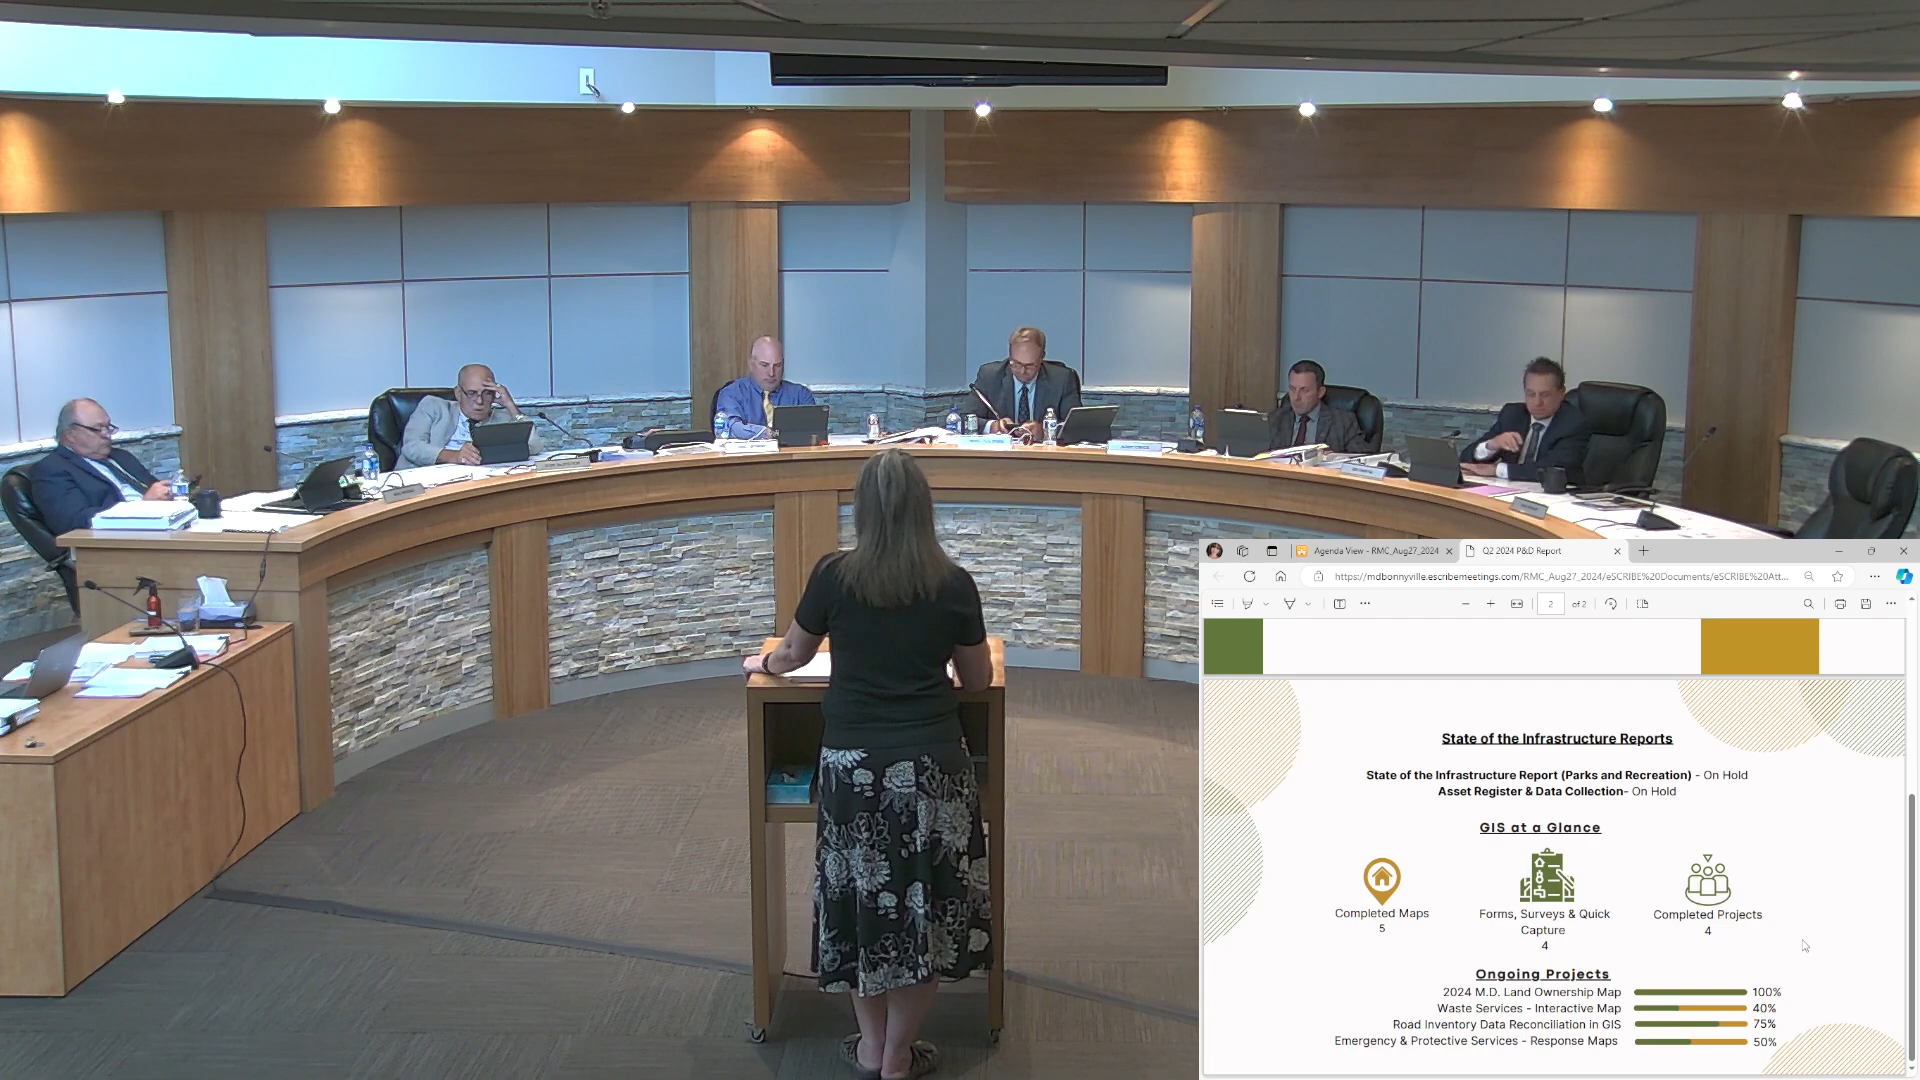 Agenda View - RMC_Aug27_2024
Q2 2024 P&D Report
https://mdbonnyville.escribemeetings.com/RMC_Aug27_2024/eSCRIBE%20Documents/eSCRIBE%20Att...
2 of 2
State of the Infrastructure Reports
State of the Infrastructure Report (Parks and Recreation) - On Hold
Asset Register & Data Collection- On Hold
GIS at a Glance
Completed Maps
5
Forms, Surveys & Quick
Capture
4
Completed Projects
4
Ongoing Projects
2024 M.D. Land Ownership Map 100%
Waste Services - Interactive Map 40%
Road Inventory Data Reconciliation in GIS 75%
Emergency & Protective Services - Response Maps 50%